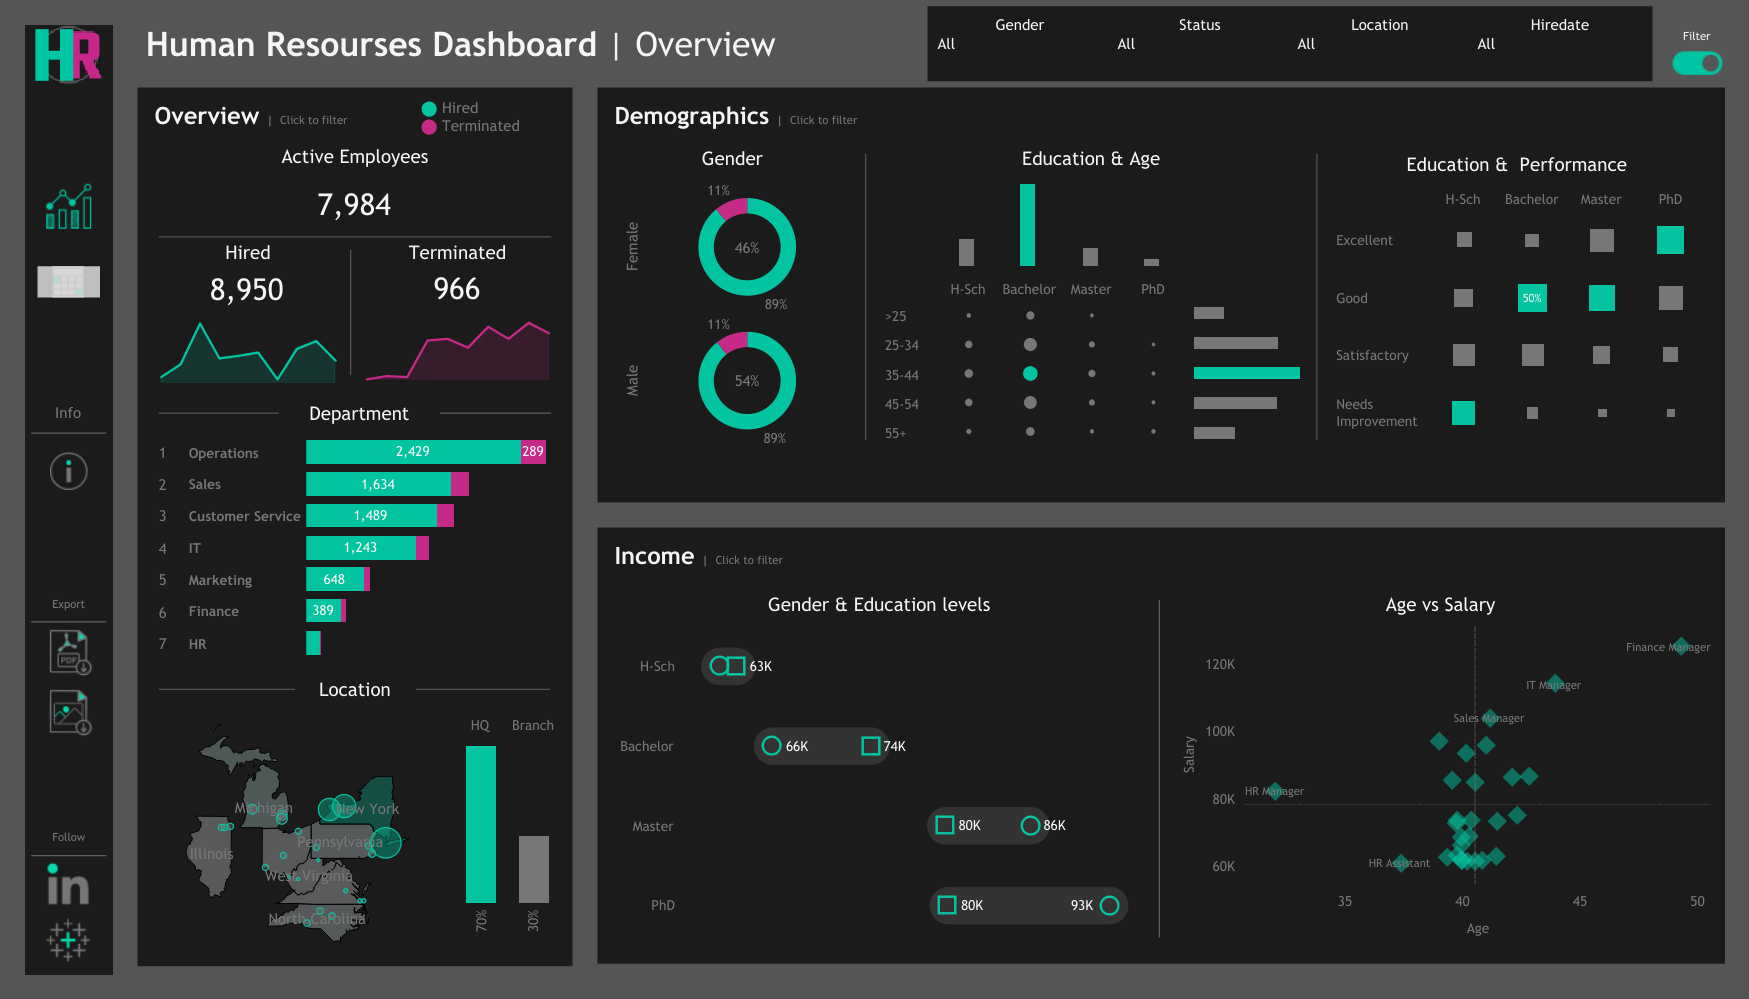 HR
Human Resourses Dashboard | Overview
Gender
Status
Location
Hiredate
All
All
All
All
Filter
Overview | Click to filter
Hired
Terminated
Active Employees
7,984
Hired
Terminated
8,950
966
Department
1 Operations 2,429 289
2 Sales 1,634
3 Customer Service 1,489
4 IT 1,243
5 Marketing 648
6 Finance 389
7 HR
Location
HQ
Branch
Michigan
New York
Pennsylvania
Illinois
West Virginia
North Carolina
70%
30%
Info
Export
PDF
Follow
in
Demographics | Click to filter
Gender
Female
11%
46%
89%
Male
11%
54%
89%
Education & Age
H-Sch Bachelor Master PhD
>25
25-34
35-44
45-54
55+
Education & Performance
H-Sch Bachelor Master PhD
Excellent
Good 50%
Satisfactory
Needs
Improvement
Income | Click to filter
Gender & Education levels
H-Sch 63K
Bachelor 66K 74K
Master 80K 86K
PhD 80K 93K
Age vs Salary
Finance Manager
120K
IT Manager
Sales Manager
100K
Salary
HR Manager
80K
HR Assistant
60K
35 40 45 50
Age